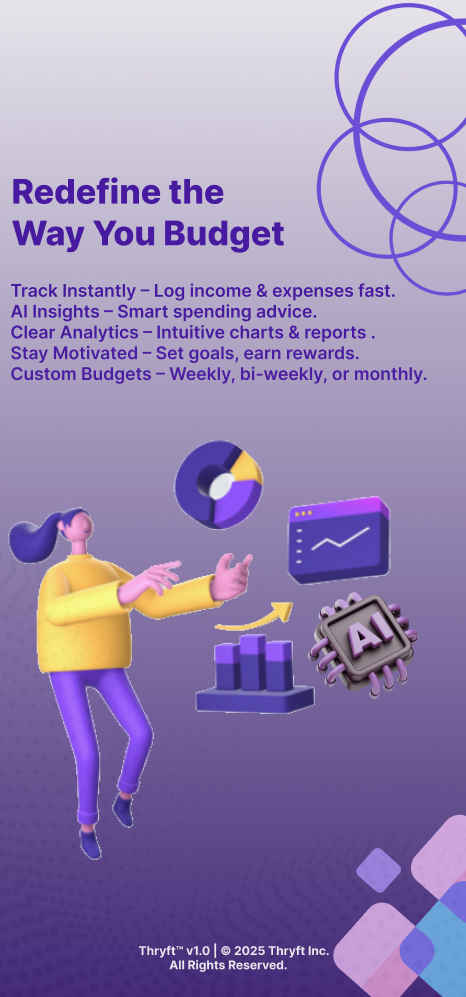 Redefine the
Way You Budget
Track Instantly – Log income & expenses fast.
AI Insights – Smart spending advice.
Clear Analytics – Intuitive charts & reports .
Stay Motivated – Set goals, earn rewards.
Custom Budgets – Weekly, bi-weekly, or monthly.
AI
Thryft™ v1.0 | © 2025 Thryft Inc.
All Rights Reserved.